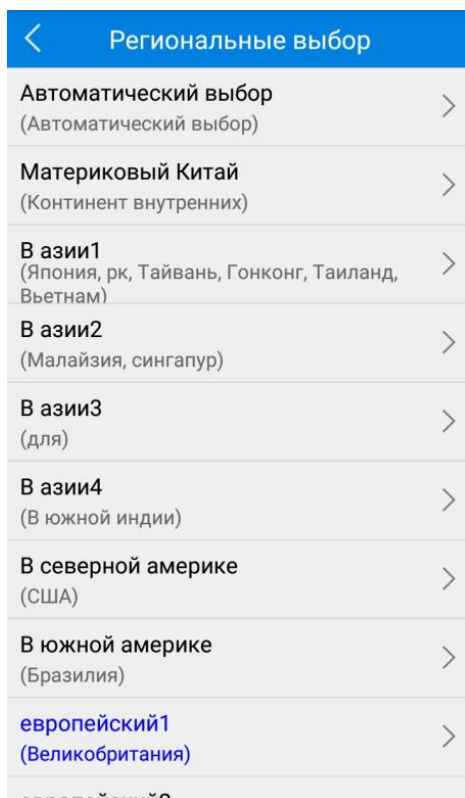 Региональные выбор
Автоматический выбор
(Автоматический выбор)
Материковый Китай
(Континент внутренних)
В азии1
(Япония, рк, Тайвань, Гонконг, Таиланд,
Вьетнам)
В азии2
(Малайзия, сингапур)
В азии3
(для)
В азии4
(В южной индии)
В северной америке
(США)
В южной америке
(Бразилия)
европейский1
(Великобритания)